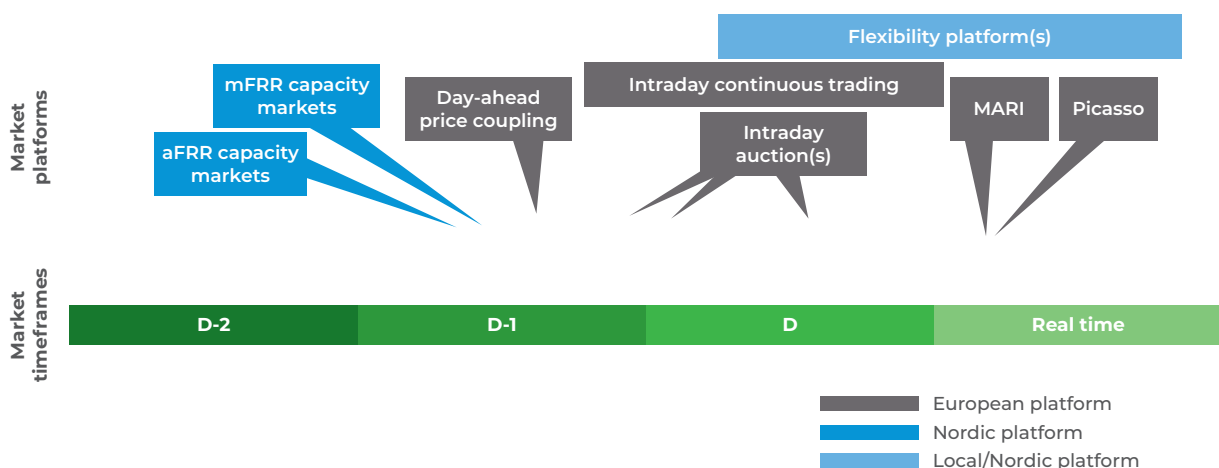 Market
platforms
Flexibility platform(s)
mFRR capacity
markets
Day-ahead
price coupling
Intraday continuous trading
MARI
Picasso
aFRR capacity
markets
Intraday
auction(s)
Market
timeframes
D-2
D-1
D
Real time
European platform
Nordic platform
Local/Nordic platform